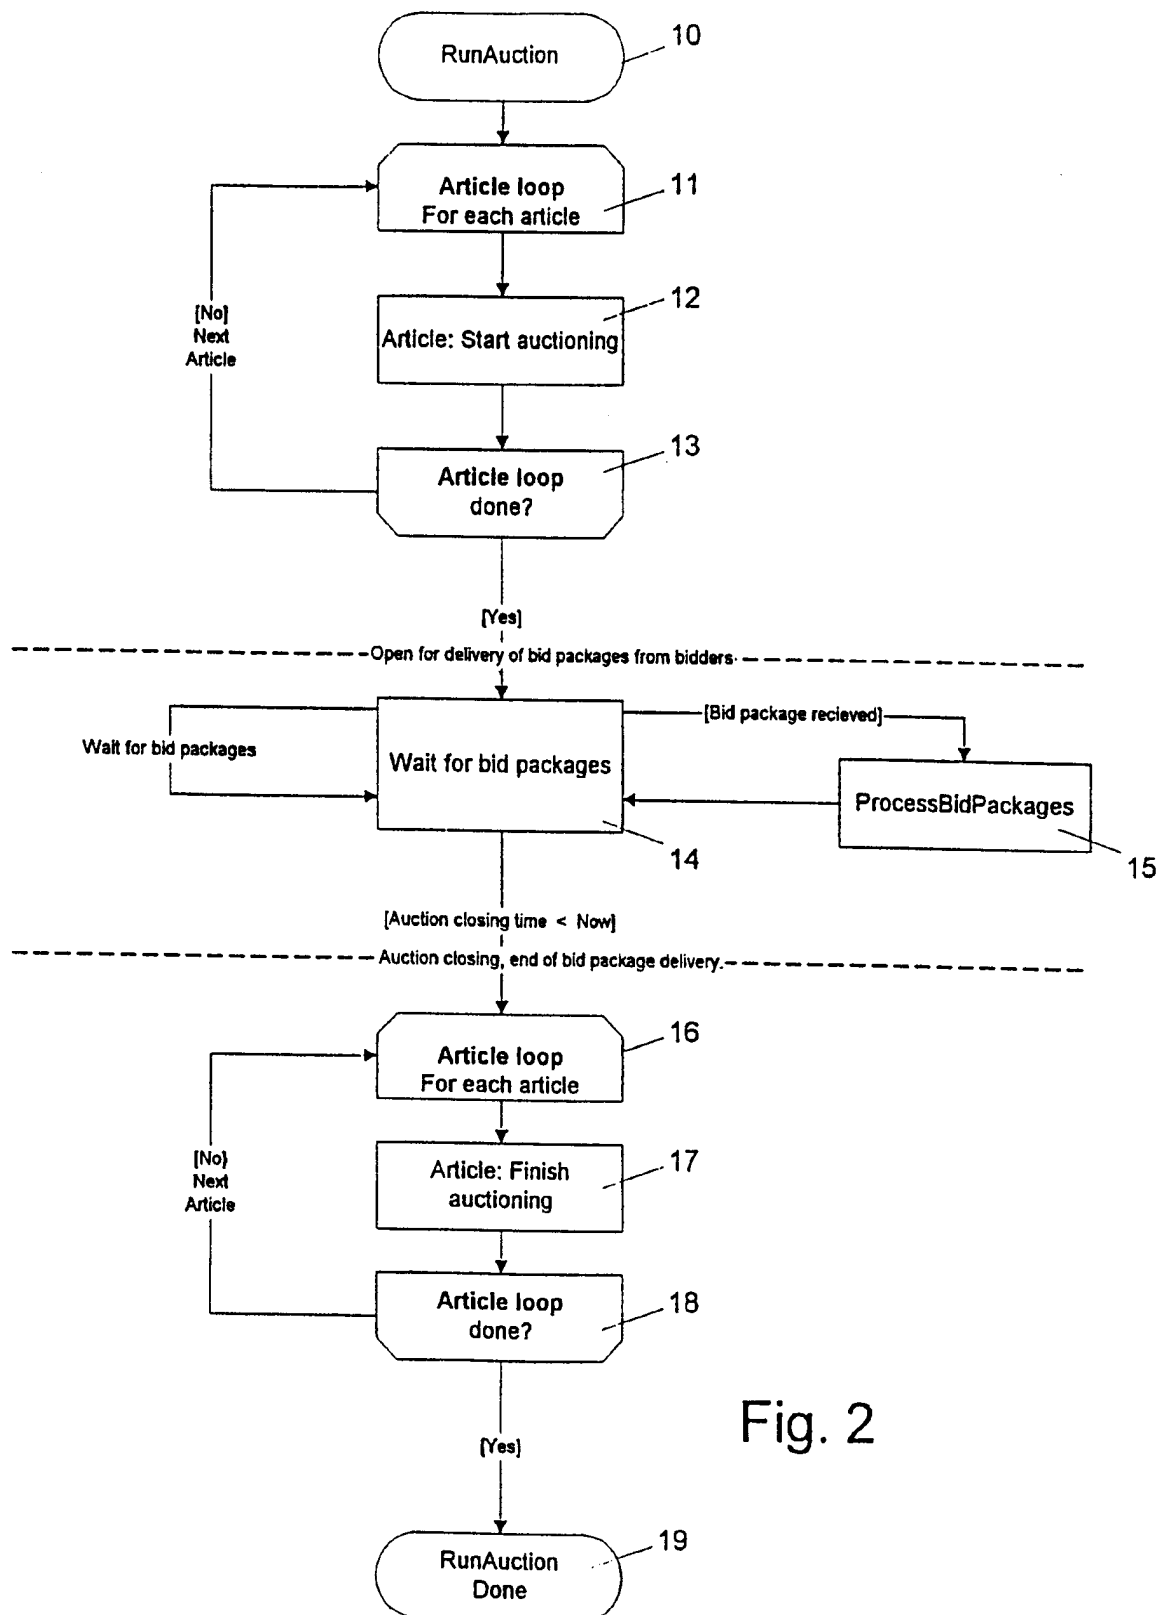 RunAuction
10
Article loop
For each article
11
12
Article: Start auctioning
[No]
Next
Article
13
Article loop
done?
[Yes]
Open for delivery of bid packages from bidders
[Bid package recieved]
Wait for bid packages
Wait for bid packages
ProcessBidPackages
14
15
[Auction closing time < Now]
Auction closing, end of bid package delivery.
16
Article loop
For each article
17
Article: Finish
auctioning
[No]
Next
Article
18
Article loop
done?
Fig. 2
[Yes]
19
RunAuction
Done